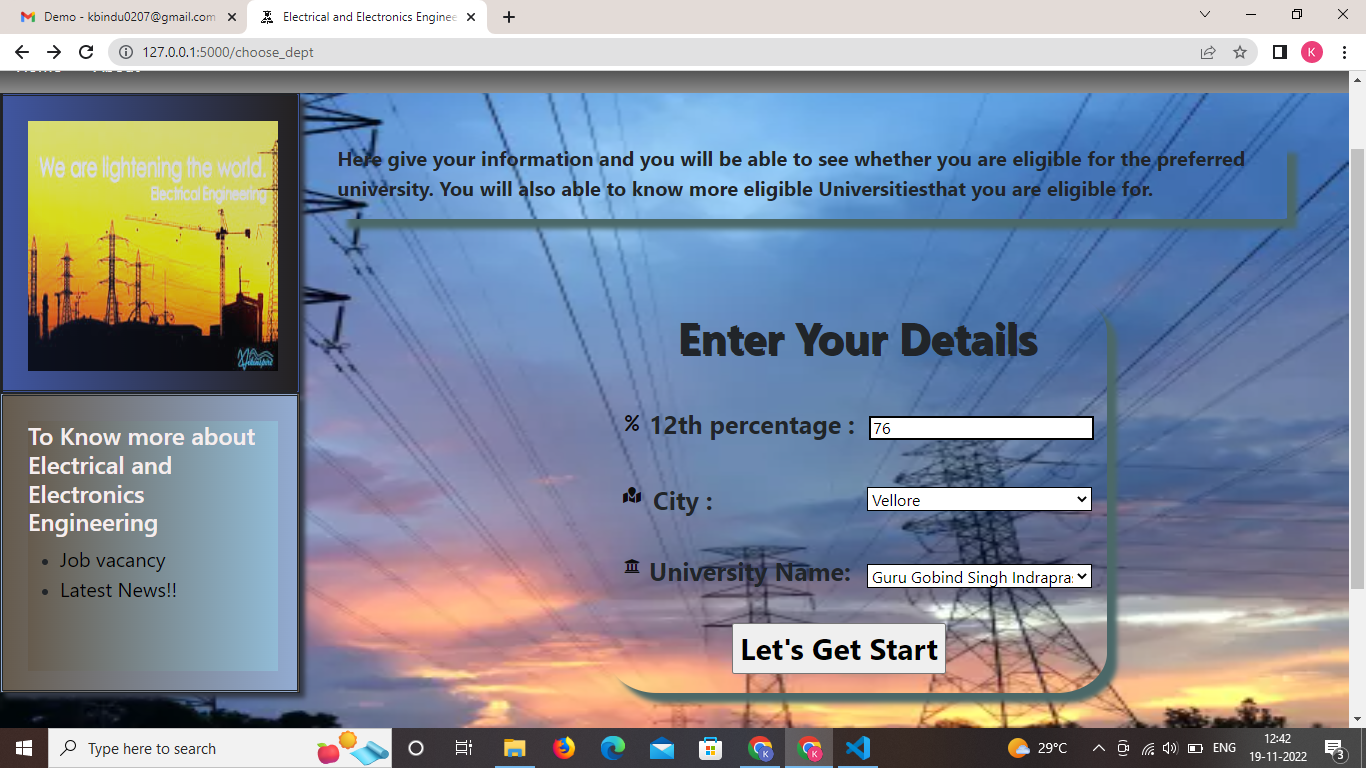 Demo - kbindu0207@gmail.com
Electrical and Electronics Enginee
127.0.0.1:5000/choose_dept
K
Home About
We are lightening the world.
Electrical Engineering
Here give your information and you will be able to see whether you are eligible for the preferred
university. You will also able to know more eligible Universitiesthat you are eligible for.
Enter Your Details
% 12th percentage : 76
City : Vellore
University Name: Guru Gobind Singh Indrapras
Let's Get Start
To Know more about
Electrical and
Electronics
Engineering
• Job vacancy
• Latest News!!
Type here to search
K
K
29°C
ENG
12:42
19-11-2022
3